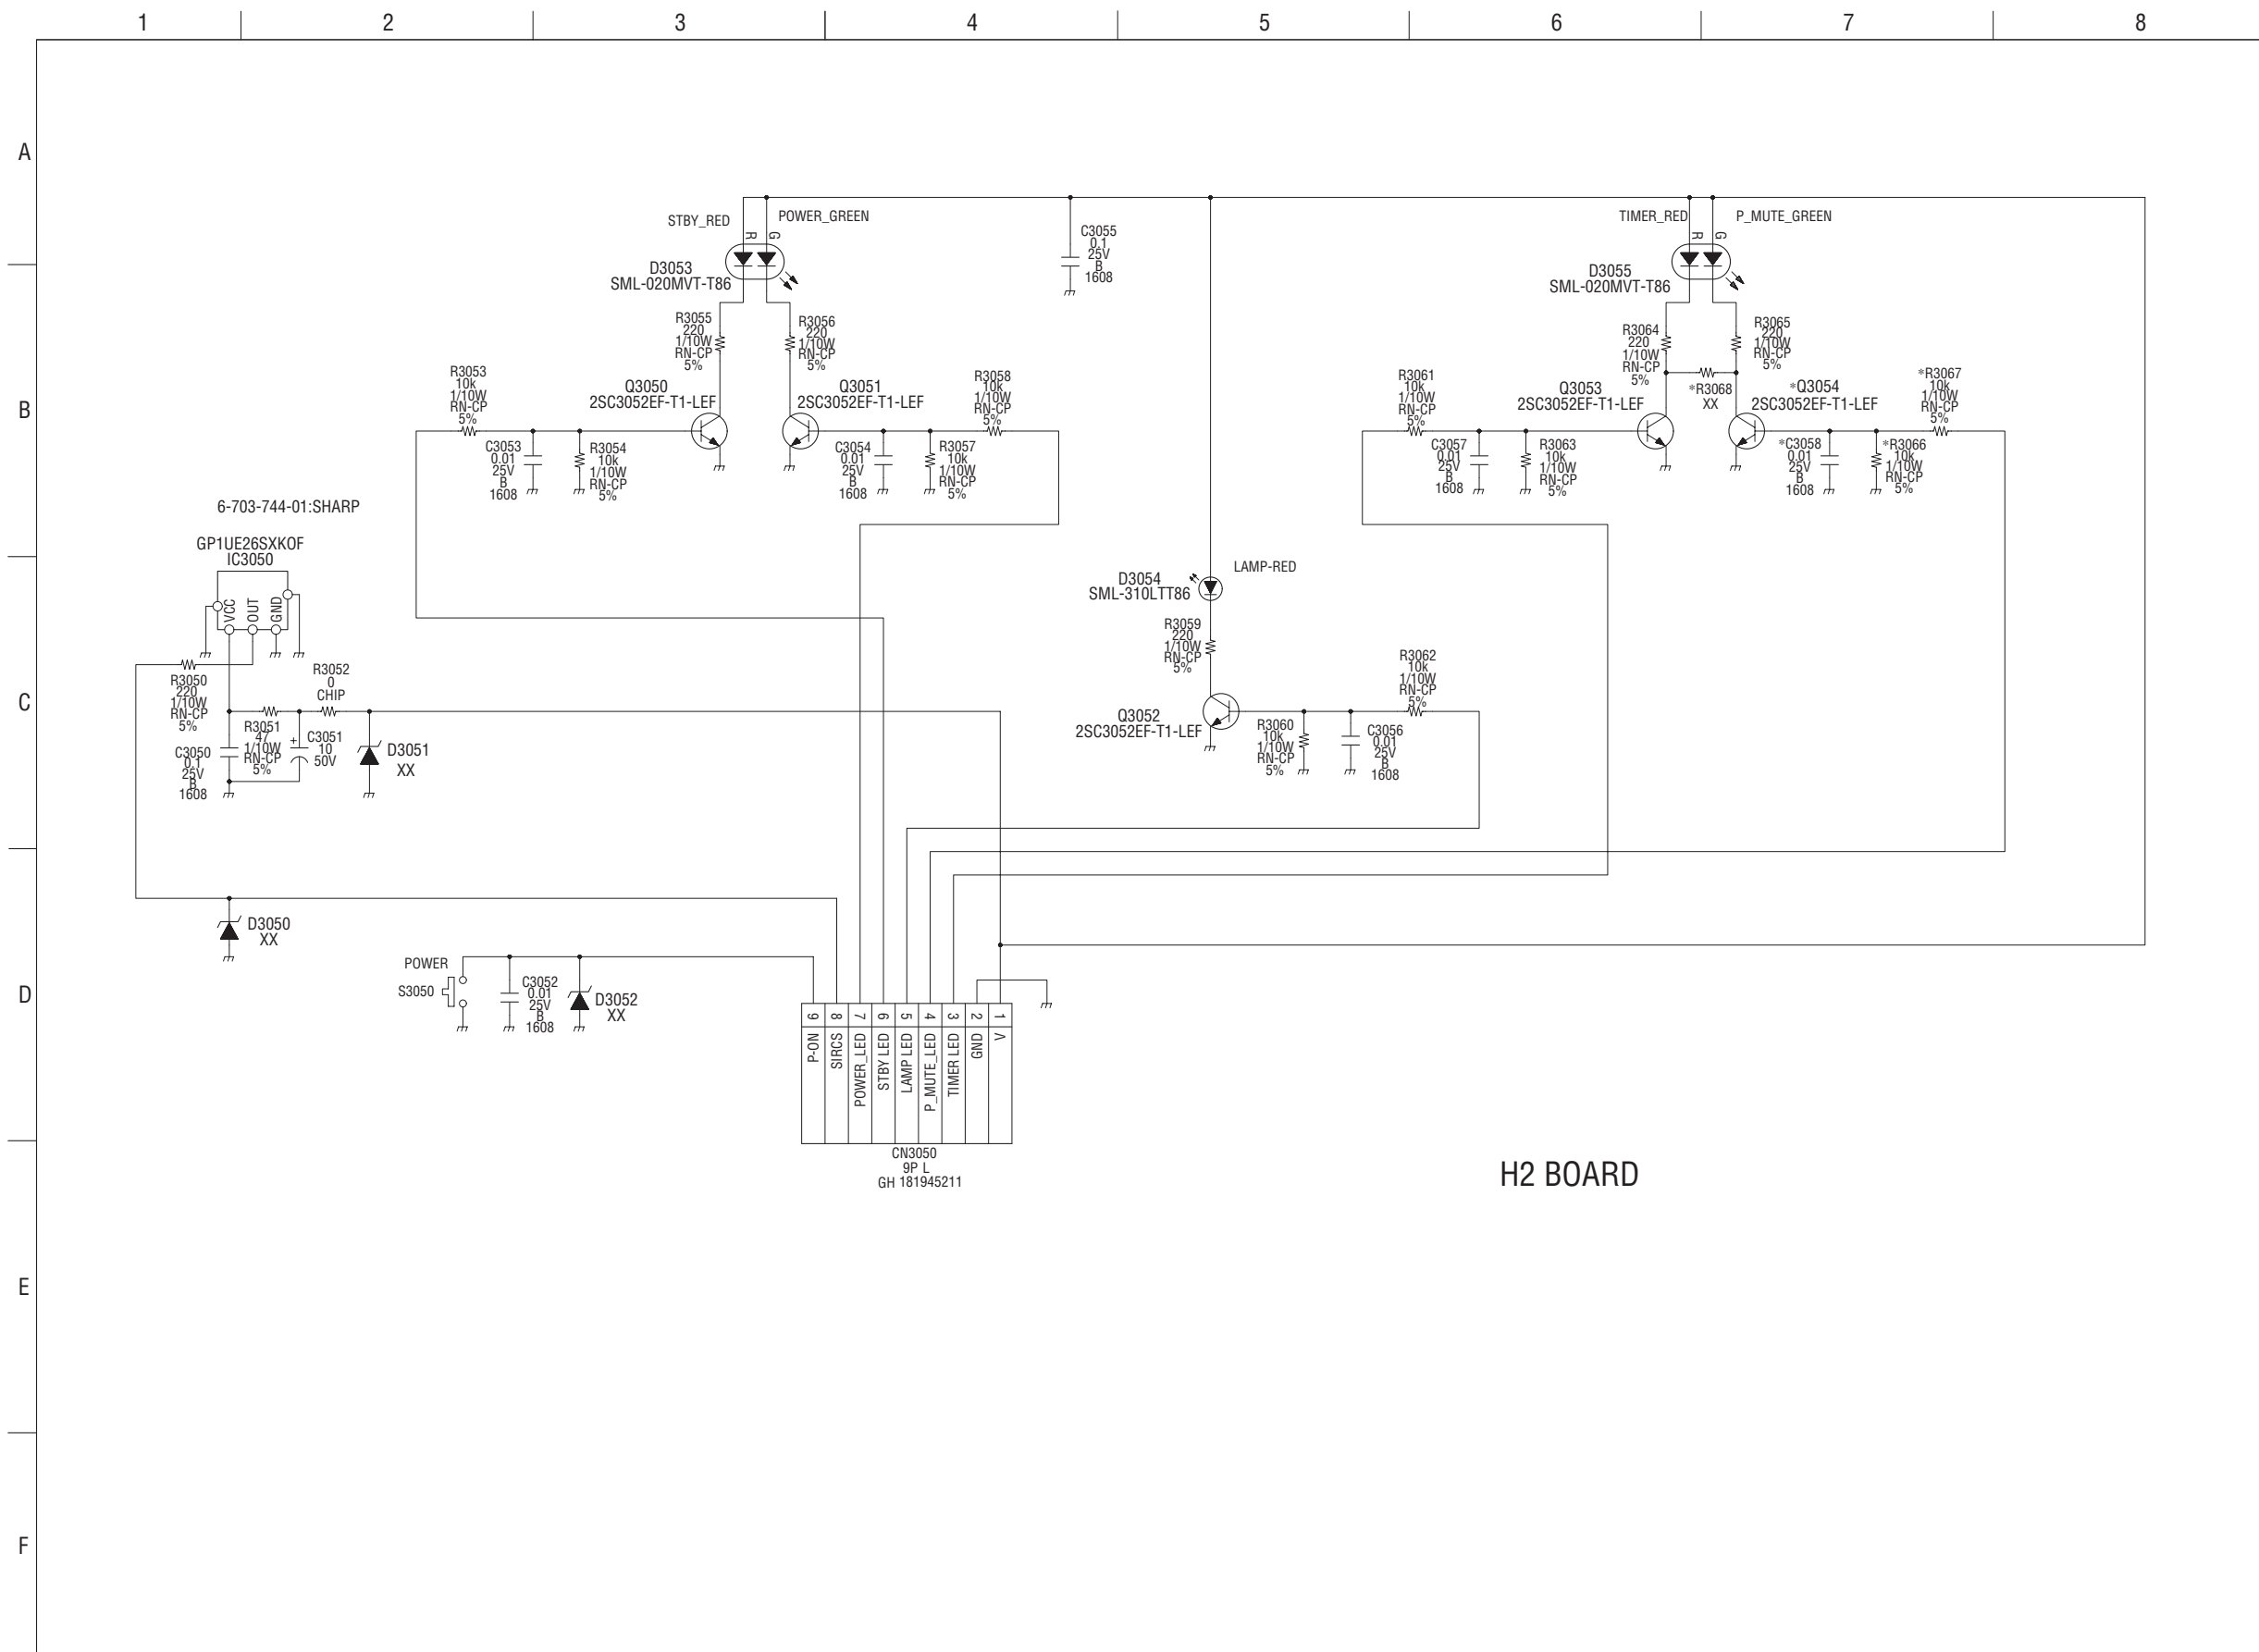 1 2 3 4 5 6 7 8
A
STBY_RED
POWER_GREEN
R G
D3053
SML-020MVT-T86
C3055
0.1
25V
B
1608
TIMER_RED
P_MUTE_GREEN
R G
D3055
SML-020MVT-T86
B
R3055
220
1/10W
RN-CP
5%
R3056
220
1/10W
RN-CP
5%
R3064
220
1/10W
RN-CP
5%
R3065
220
1/10W
RN-CP
5%
R3053
10k
1/10W
RN-CP
5%
Q3050
2SC3052EF-T1-LEF
Q3051
2SC3052EF-T1-LEF
R3058
10k
1/10W
RN-CP
5%
R3061
10k
1/10W
RN-CP
5%
Q3053
2SC3052EF-T1-LEF
*R3068
XX
*Q3054
2SC3052EF-T1-LEF
*R3067
10k
1/10W
RN-CP
5%
C3053
0.01
25V
B
1608
R3054
10k
1/10W
RN-CP
5%
C3054
0.01
25V
B
1608
R3057
10k
1/10W
RN-CP
5%
C3057
0.01
25V
B
1608
R3063
10k
1/10W
RN-CP
5%
*C3058
0.01
25V
B
1608
*R3066
10k
1/10W
RN-CP
5%
6-703-744-01:SHARP
GP1UE26SXKOF
IC3050
VCC
OUT
GND
C
D3054
SML-310LTT86
LAMP-RED
R3059
220
1/10W
RN-CP
5%
R3062
10k
1/10W
RN-CP
5%
R3050
220
1/10W
RN-CP
5%
R3052
0
CHIP
R3051
47
1/10W
RN-CP
5%
+
C3051
10
50V
C3050
0.1
25V
B
1608
D3051
XX
Q3052
2SC3052EF-T1-LEF
R3060
10k
1/10W
RN-CP
5%
C3056
0.01
25V
B
1608
D
D3050
XX
POWER
S3050
C3052
0.01
25V
B
1608
D3052
XX
9 8 7 6 5 4 3 2 1
P-ON
SIRCS
POWER_LED
STBY LED
LAMP LED
P_MUTE_LED
TIMER LED
GND
V
CN3050
9P L
GH 181945211
H2 BOARD
E
F